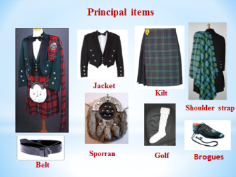 Principal items
Jacket
Kilt
Shoulder strap
Belt
Sporran
Golf
Brogues